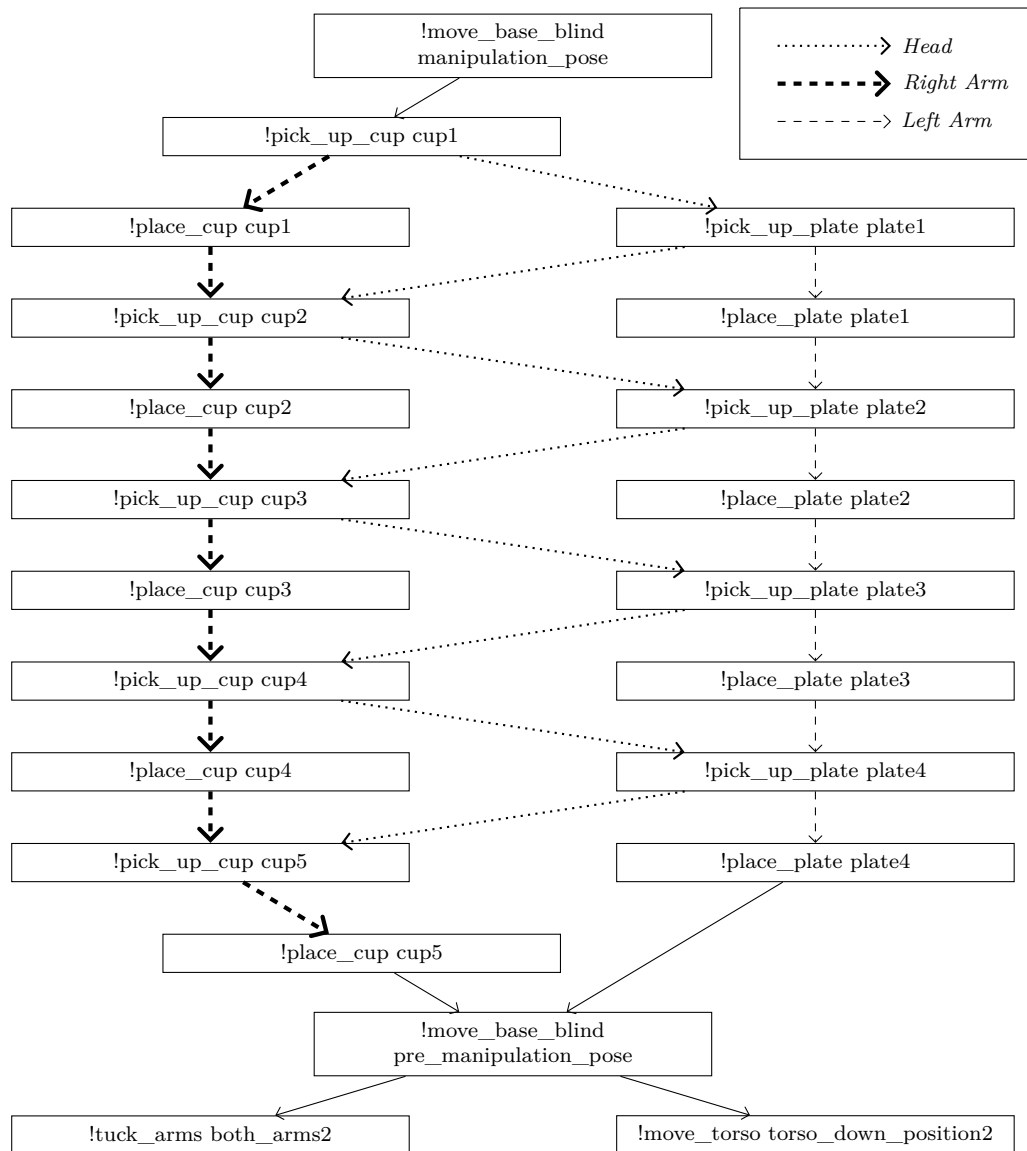 !move_base_blind
manipulation_pose
Head
Right Arm
Left Arm
!pick_up_cup cup1
!place_cup cup1
!pick_up_plate plate1
!pick_up_cup cup2
!place_plate plate1
!place_cup cup2
!pick_up_plate plate2
!pick_up_cup cup3
!place_plate plate2
!place_cup cup3
!pick_up_plate plate3
!pick_up_cup cup4
!place_plate plate3
!place_cup cup4
!pick_up_plate plate4
!pick_up_cup cup5
!place_plate plate4
!place_cup cup5
!move_base_blind
pre_manipulation_pose
!tuck_arms both_arms2
!move_torso torso_down_position2